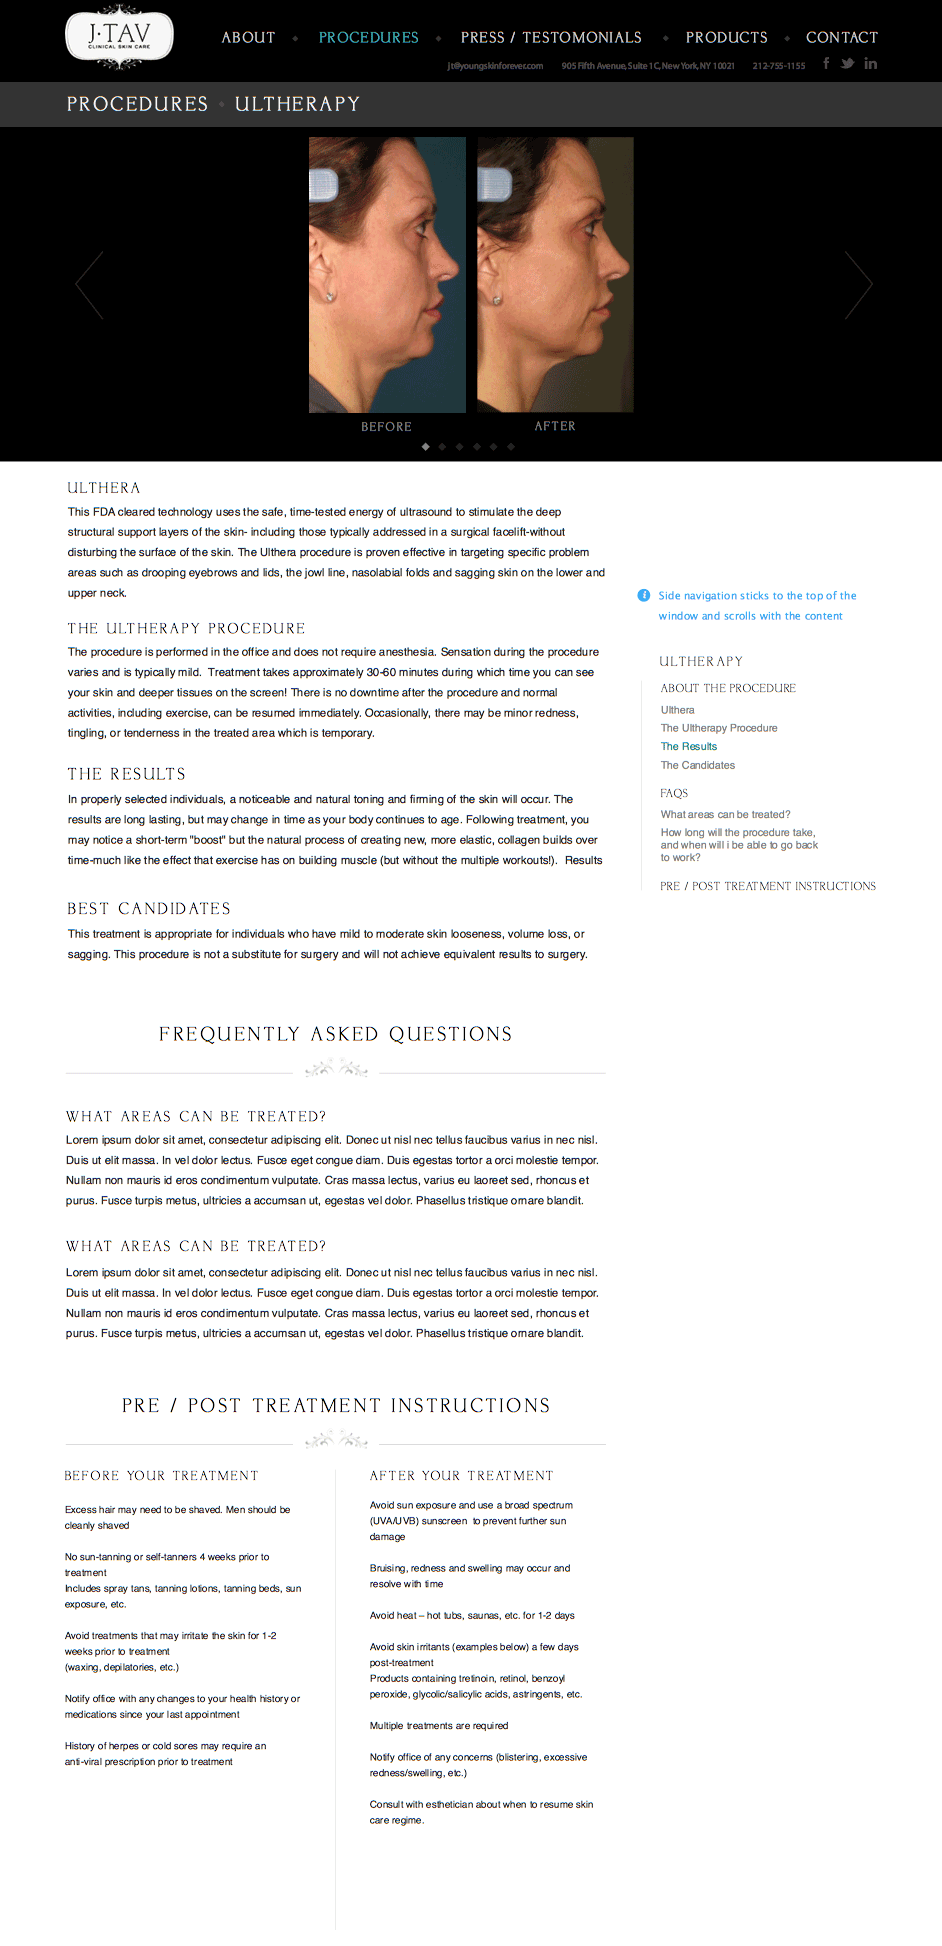 J·TAV
CLINICAL SKIN CARE
ABOUT
PROCEDURES
PRESS / TESTOMONIALS
PRODUCTS
CONTACT
jt@youngskinforever.com
905 Fifth Avenue, Suite 1C, New York, NY 10021
212-755-1155
PROCEDURES • ULTHERAPY
BEFORE
AFTER
ULTHERA
This FDA cleared technology uses the safe, time-tested energy of ultrasound to stimulate the deep
structural support layers of the skin- including those typically addressed in a surgical facelift-without
disturbing the surface of the skin. The Ulthera procedure is proven effective in targeting specific problem
areas such as drooping eyebrows and lids, the jowl line, nasolabial folds and sagging skin on the lower and
upper neck.
THE ULTHERAPY PROCEDURE
The procedure is performed in the office and does not require anesthesia. Sensation during the procedure
varies and is typically mild. Treatment takes approximately 30-60 minutes during which time you can see
your skin and deeper tissues on the screen! There is no downtime after the procedure and normal
activities, including exercise, can be resumed immediately. Occasionally, there may be minor redness,
tingling, or tenderness in the treated area which is temporary.
THE RESULTS
In properly selected individuals, a noticeable and natural toning and firming of the skin will occur. The
results are long lasting, but may change in time as your body continues to age. Following treatment, you
may notice a short-term "boost" but the natural process of creating new, more elastic, collagen builds over
time-much like the effect that exercise has on building muscle (but without the multiple workouts!). Results
BEST CANDIDATES
This treatment is appropriate for individuals who have mild to moderate skin looseness, volume loss, or
sagging. This procedure is not a substitute for surgery and will not achieve equivalent results to surgery.
Side navigation sticks to the top of the
window and scrolls with the content
ULTHERAPY
ABOUT THE PROCEDURE
Ulthera
The Ultherapy Procedure
The Results
The Candidates
FAQS
What areas can be treated?
How long will the procedure take,
and when will i be able to go back
to work?
PRE / POST TREATMENT INSTRUCTIONS
FREQUENTLY ASKED QUESTIONS
WHAT AREAS CAN BE TREATED?
Lorem ipsum dolor sit amet, consectetur adipiscing elit. Donec ut nisl nec tellus faucibus varius in nec nisl.
Duis ut elit massa. In vel dolor lectus. Fusce eget congue diam. Duis egestas tortor a orci molestie tempor.
Nullam non mauris id eros condimentum vulputate. Cras massa lectus, varius eu laoreet sed, rhoncus et
purus. Fusce turpis metus, ultricies a accumsan ut, egestas vel dolor. Phasellus tristique ornare blandit.
WHAT AREAS CAN BE TREATED?
Lorem ipsum dolor sit amet, consectetur adipiscing elit. Donec ut nisl nec tellus faucibus varius in nec nisl.
Duis ut elit massa. In vel dolor lectus. Fusce eget congue diam. Duis egestas tortor a orci molestie tempor.
Nullam non mauris id eros condimentum vulputate. Cras massa lectus, varius eu laoreet sed, rhoncus et
purus. Fusce turpis metus, ultricies a accumsan ut, egestas vel dolor. Phasellus tristique ornare blandit.
PRE / POST TREATMENT INSTRUCTIONS
BEFORE YOUR TREATMENT
Excess hair may need to be shaved. Men should be
cleanly shaved
No sun-tanning or self-tanners 4 weeks prior to
treatment
Includes spray tans, tanning lotions, tanning beds, sun
exposure, etc.
Avoid treatments that may irritate the skin for 1-2
weeks prior to treatment
(waxing, depilatories, etc.)
Notify office with any changes to your health history or
medications since your last appointment
History of herpes or cold sores may require an
anti-viral prescription prior to treatment
AFTER YOUR TREATMENT
Avoid sun exposure and use a broad spectrum
(UVA/UVB) sunscreen to prevent further sun
damage
Bruising, redness and swelling may occur and
resolve with time
Avoid heat – hot tubs, saunas, etc. for 1-2 days
Avoid skin irritants (examples below) a few days
post-treatment
Products containing tretinoin, retinol, benzoyl
peroxide, glycolic/salicylic acids, astringents, etc.
Multiple treatments are required
Notify office of any concerns (blistering, excessive
redness/swelling, etc.)
Consult with esthetician about when to resume skin
care regime.